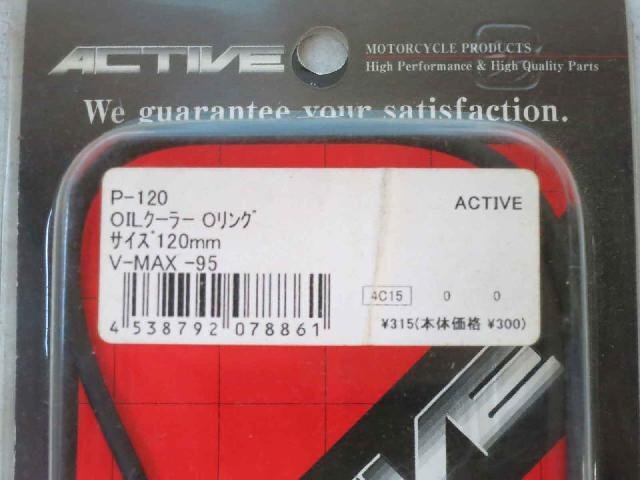 ACTIVE
MOTORCYCLE PRODUCTS
High Performance & High Quality Parts
We guarantee your satisfaction.
P-120
OILクーラー Oリング
サイズ120mm
V-MAX -95
ACTIVE
4C15 0 0
4 538792 078861
¥315(本体価格 ¥300)